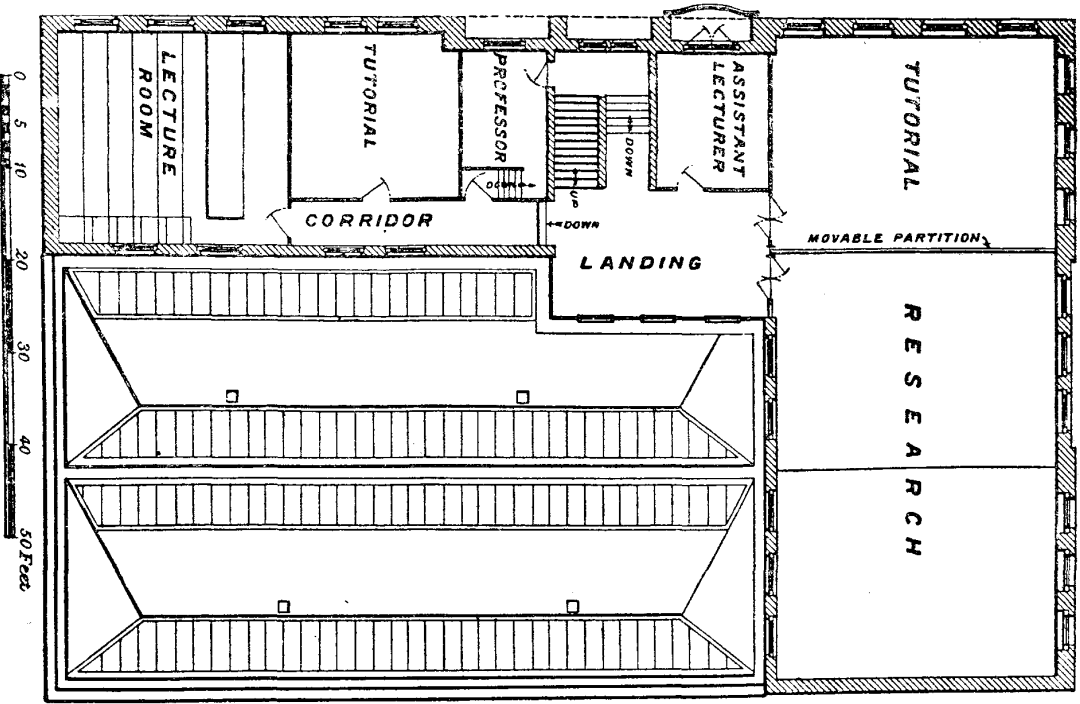 LECTURE
ROOM
TUTORIAL
PROFESSOR
DOWN
UP
DOWN
ASSISTANT
LECTURER
TUTORIAL
CORRIDOR
DOWN
LANDING
MOVABLE PARTITION
RESEARCH
0 5 10 20 30 40 50 Feet